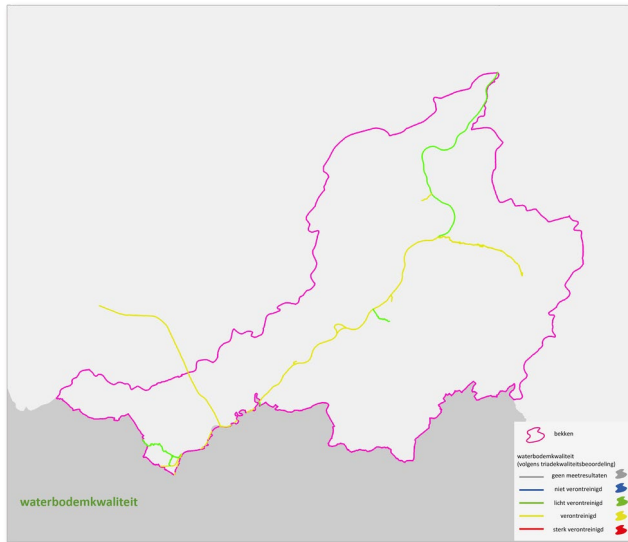 bekken
waterbodemkwaliteit
(volgens triadekwaliteitsbeoordeling)
geen meetresultaten
niet verontreinigd
licht verontreinigd
verontreinigd
sterk verontreinigd
waterbodemkwaliteit